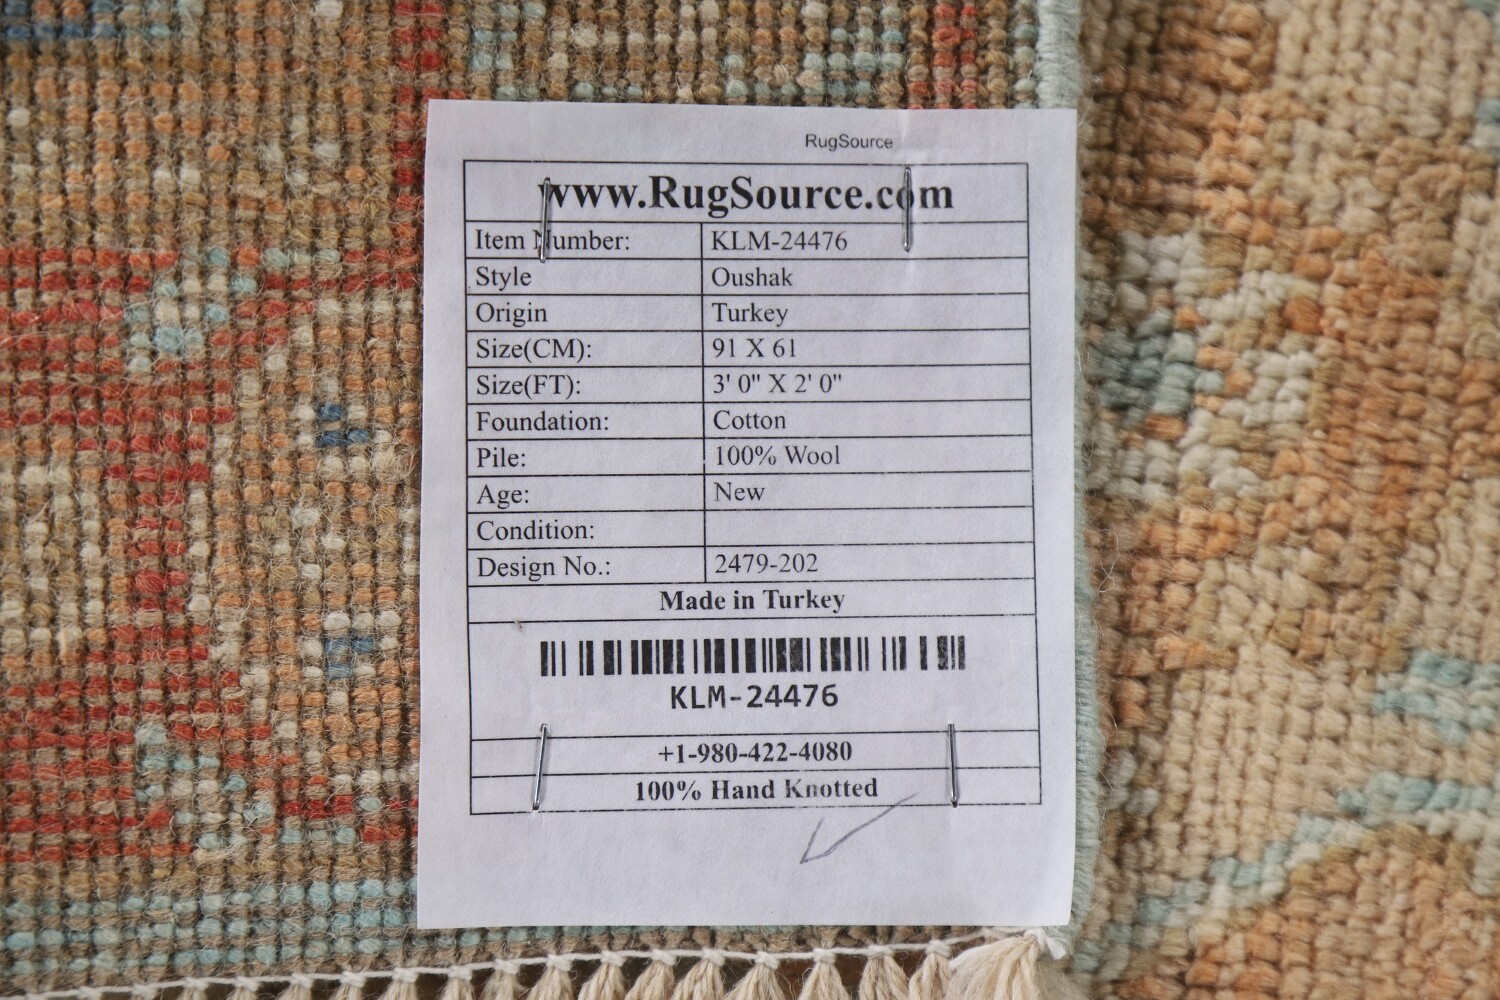 RugSource
www.RugSource.com
Item Number: KLM-24476
Style Oushak
Origin Turkey
Size(CM): 91 X 61
Size(FT): 3' 0" X 2' 0"
Foundation: Cotton
Pile: 100% Wool
Age: New
Condition:
Design No.: 2479-202
Made in Turkey
KLM-24476
+1-980-422-4080
100% Hand Knotted